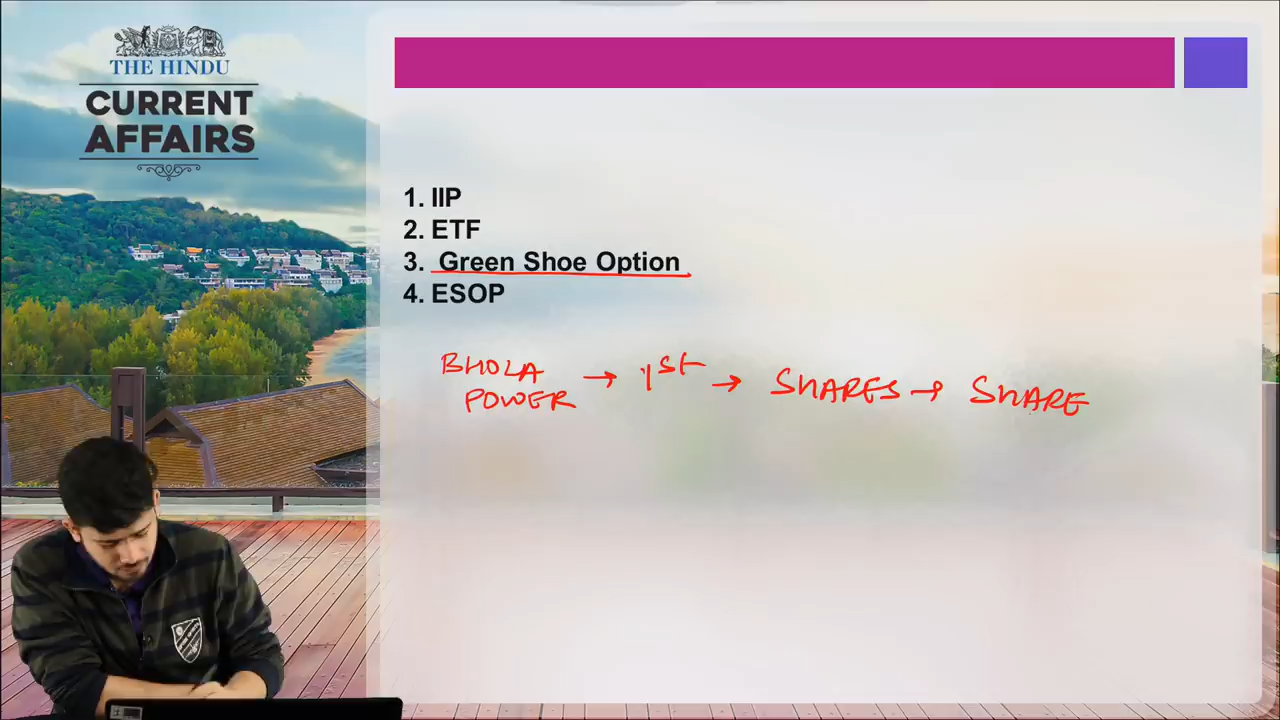 THE HINDU
CURRENT
AFFAIRS
1. IIP
2. ETF
3. Green Shoe Option
4. ESOP
BHOLA POWER → 1st → SHARES → SHARE